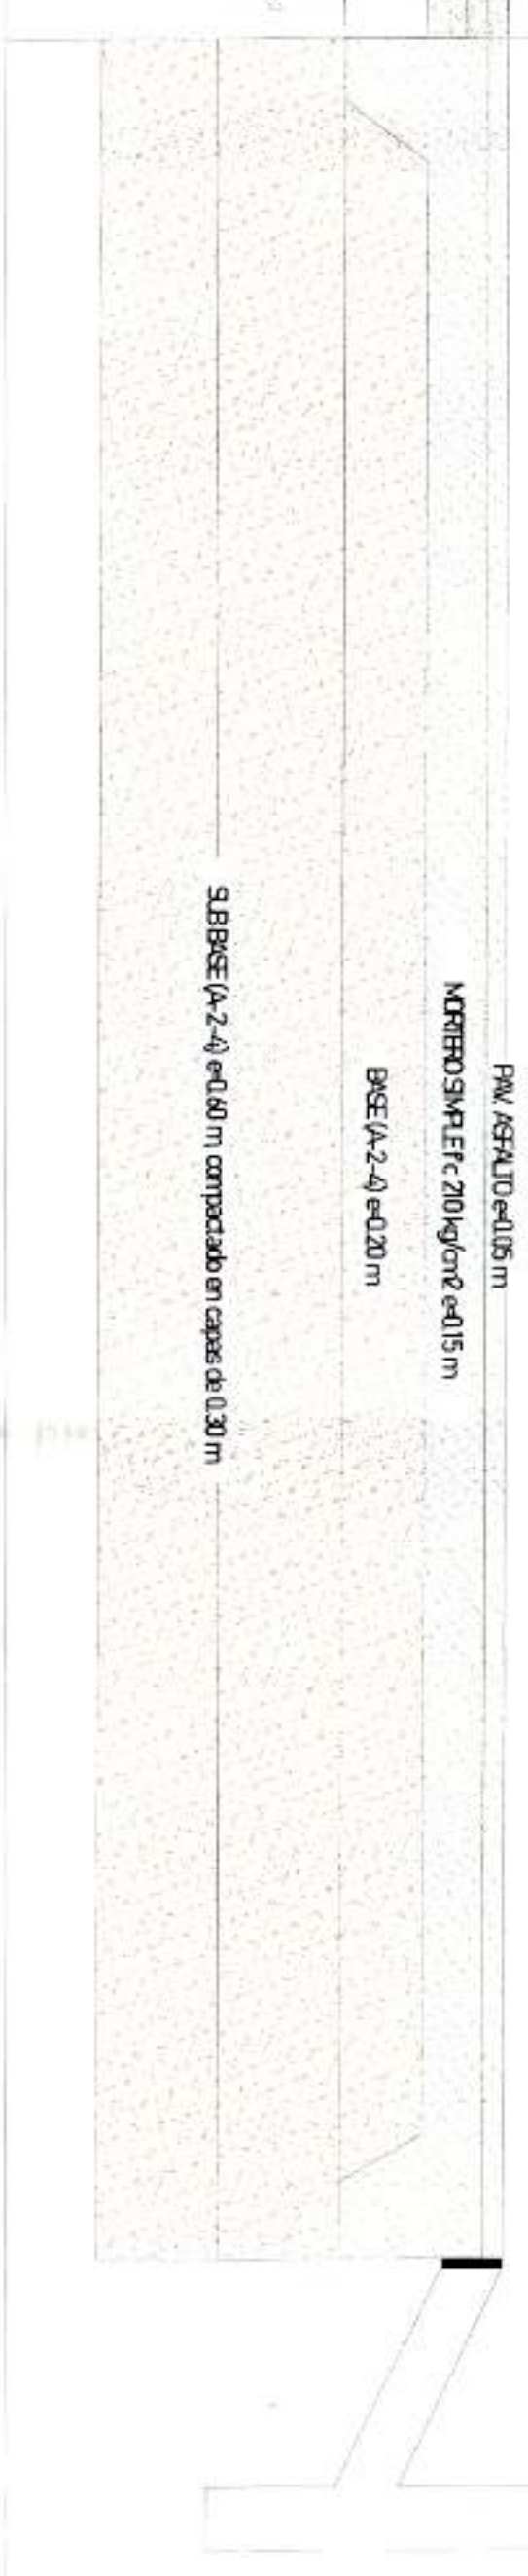 PAV. ASFALTO e=0.05 m
MORTERO SIMPLE f'c 210 kg/cm2 e=0.15 m
BASE (A-2-4) e=0.20 m
SUB BASE (A-2-4) e=0.60 m, compactado en capas de 0.30 m